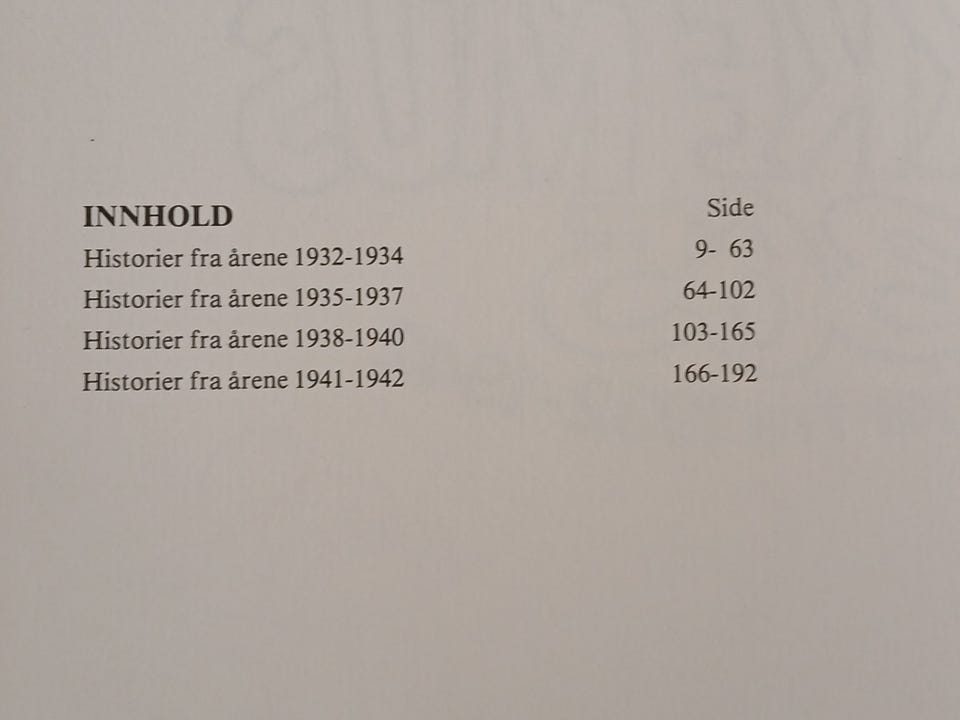 INNHOLD Side
Historier fra årene 1932-1934 9- 63
Historier fra årene 1935-1937 64-102
Historier fra årene 1938-1940 103-165
Historier fra årene 1941-1942 166-192